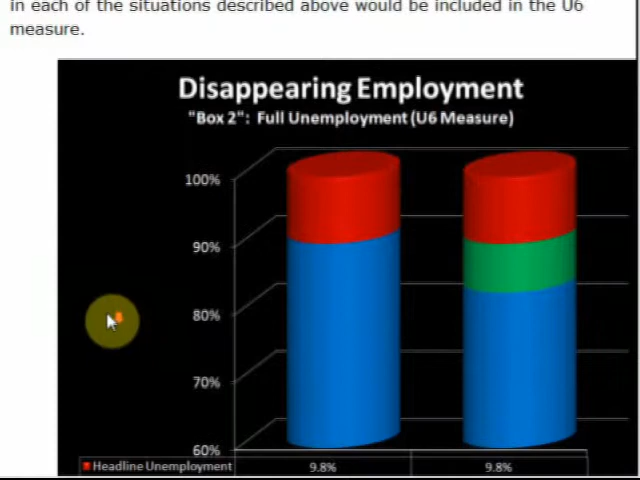 in each of the situations described above would be included in the U6
measure.
Disappearing Employment
"Box 2": Full Unemployment (U6 Measure)
100%
90%
80%
70%
60%
Headline Unemployment 9.8% 9.8%